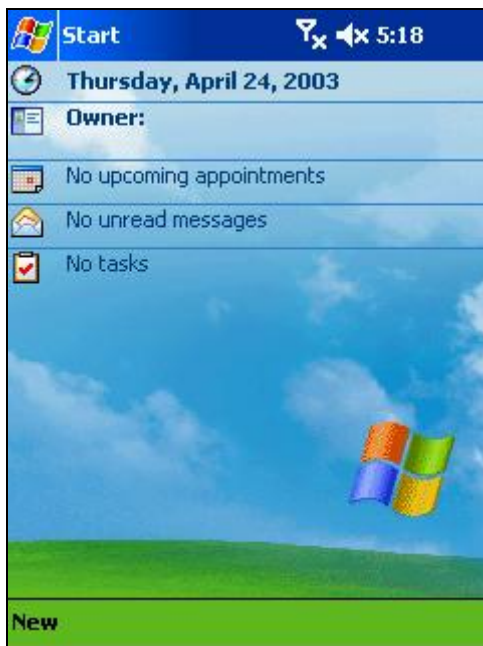 Start 5:18
Thursday, April 24, 2003
Owner:
No upcoming appointments
No unread messages
No tasks
New